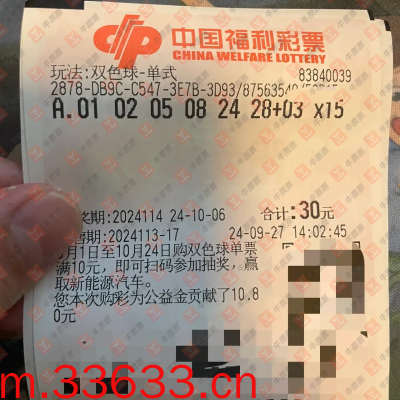 中国福利彩票
CHINA WELFARE LOTTERY
玩法:双色球-单式 83840039
2878-DB9C-C547-3E7B-3D93/87563540/
A.01 02 05 08 24 28+03 x15
奖期:2024114 24-10-06 合计:30元
期:2024113-17 24-09-27 14:02:45
月1日至10月24日购双色球单票
满10元，即可扫码参加抽奖，赢
取新能源汽车。
您本次购彩为公益金贡献了10.8
0元
m.33633.cn